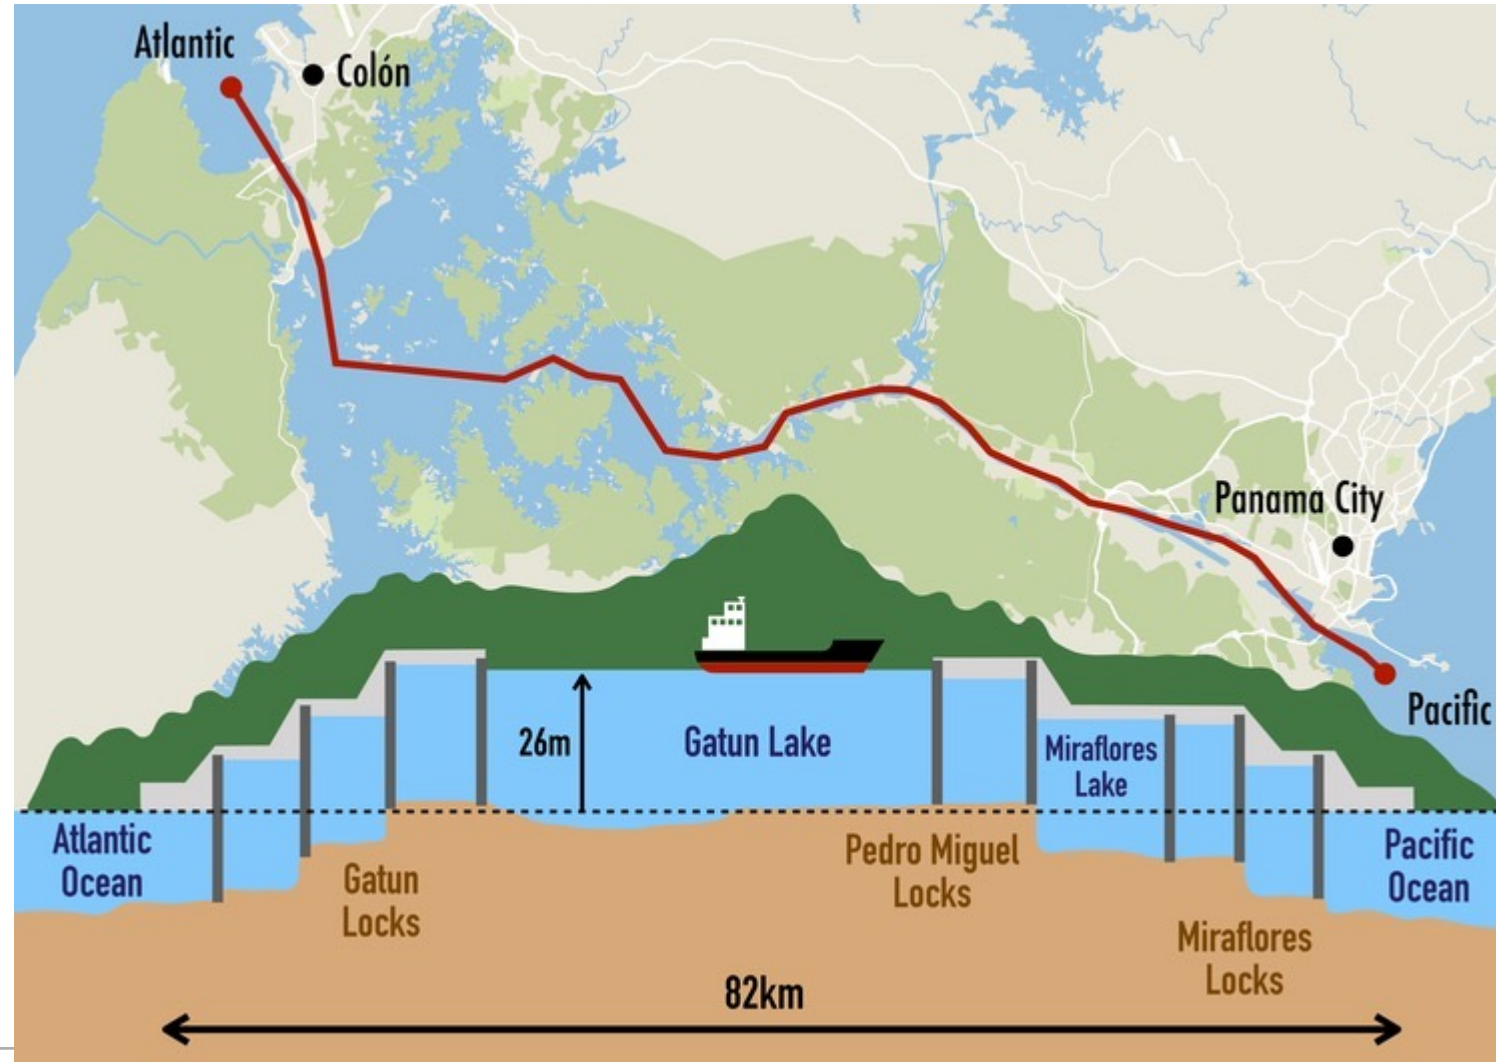 Atlantic
Colón
Panama City
Pacific
26m
Gatun Lake
Miraflores
Lake
Atlantic
Ocean
Gatun
Locks
Pedro Miguel
Locks
Miraflores
Locks
Pacific
Ocean
82km